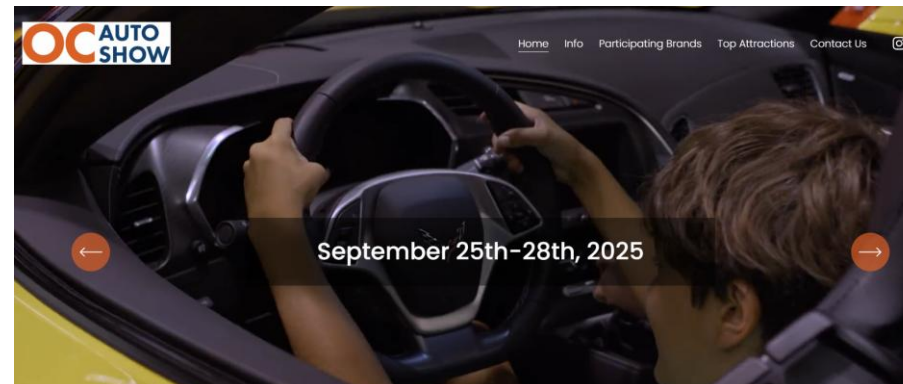 OC AUTO
SHOW
Home Info Participating Brands Top Attractions Contact Us
September 25th-28th, 2025